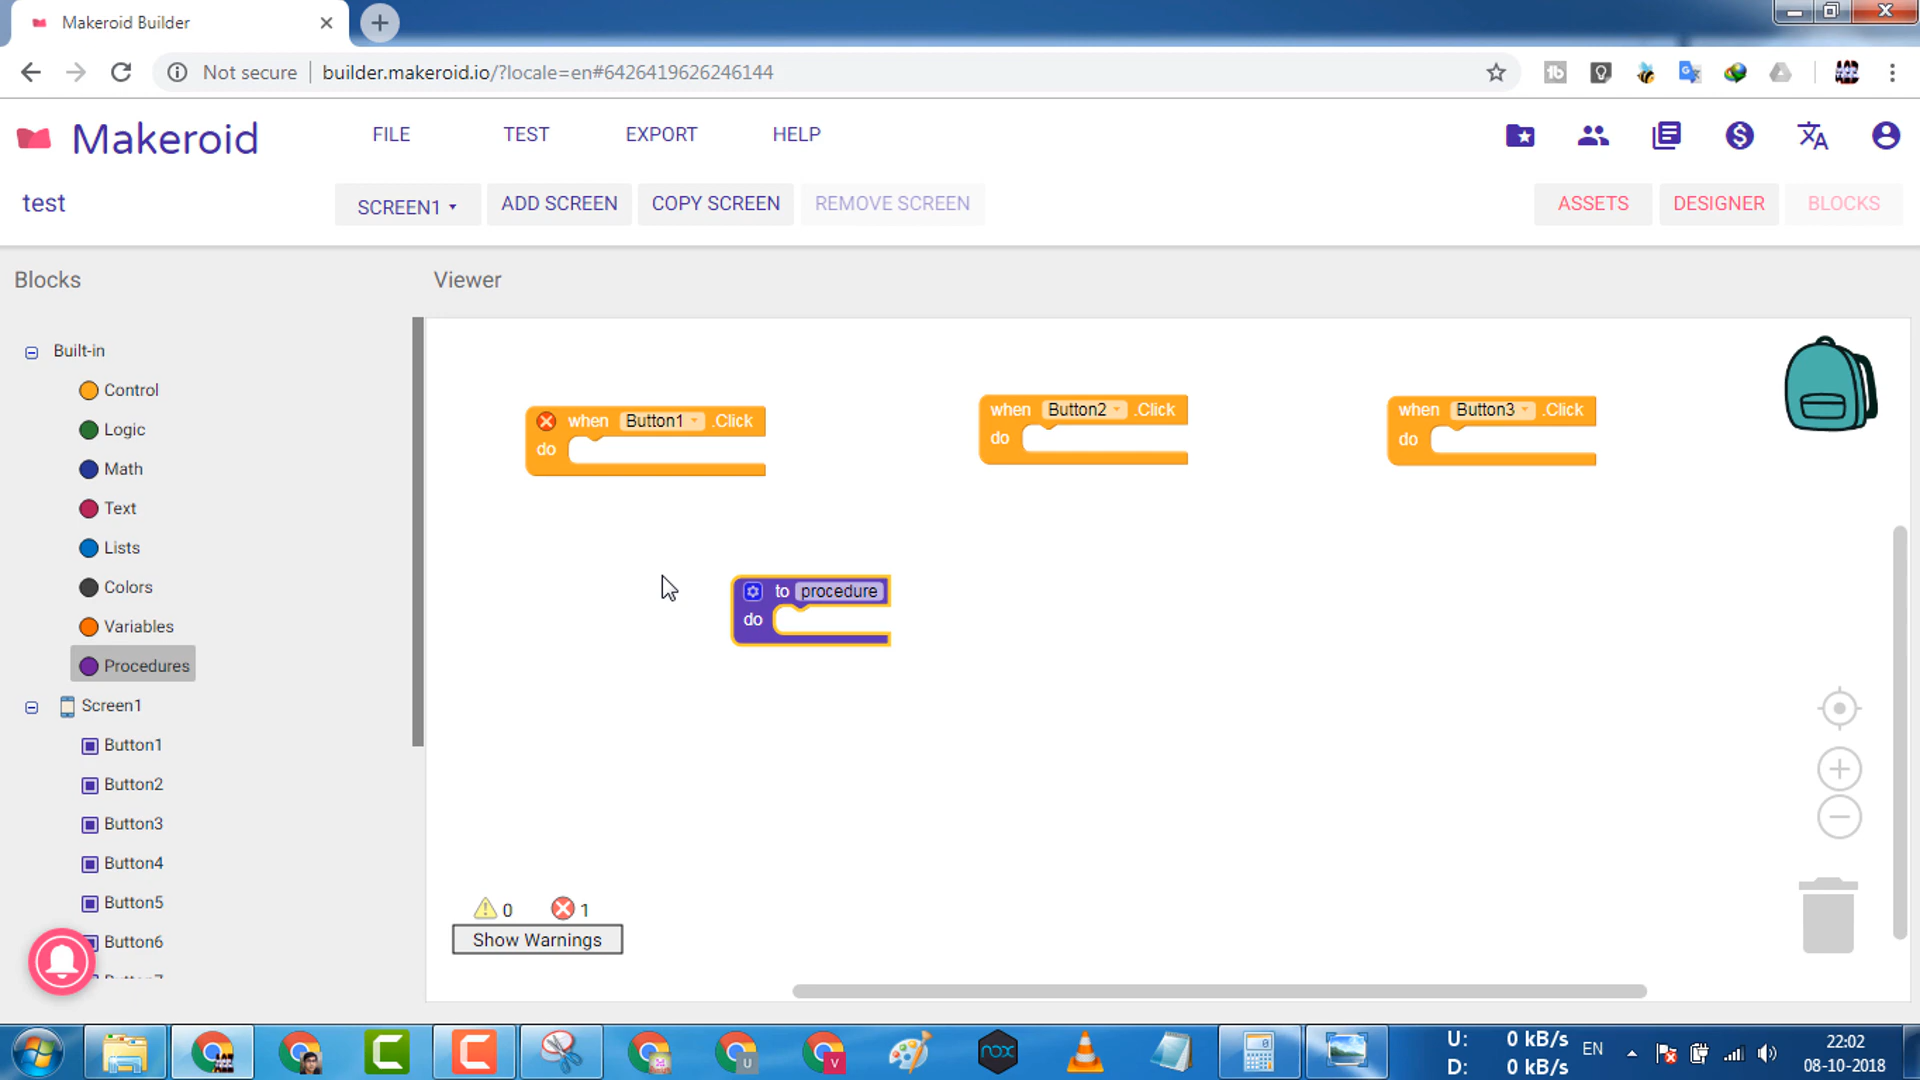 Makeroid Builder
Not secure builder.makeroid.io/?locale=en#6426419626246144
Makeroid FILE TEST EXPORT HELP
test SCREEN1 ADD SCREEN COPY SCREEN REMOVE SCREEN ASSETS DESIGNER BLOCKS
Blocks
Viewer
Built-in
Control
Logic
Math
Text
Lists
Colors
Variables
Procedures
Screen1
Button1
Button2
Button3
Button4
Button5
Button6
when Button1 .Click
do
when Button2 .Click
do
when Button3 .Click
do
to procedure
do
0 1
Show Warnings
U: 0 kB/s
D: 0 kB/s
EN
22:02
08-10-2018
nox
U
V